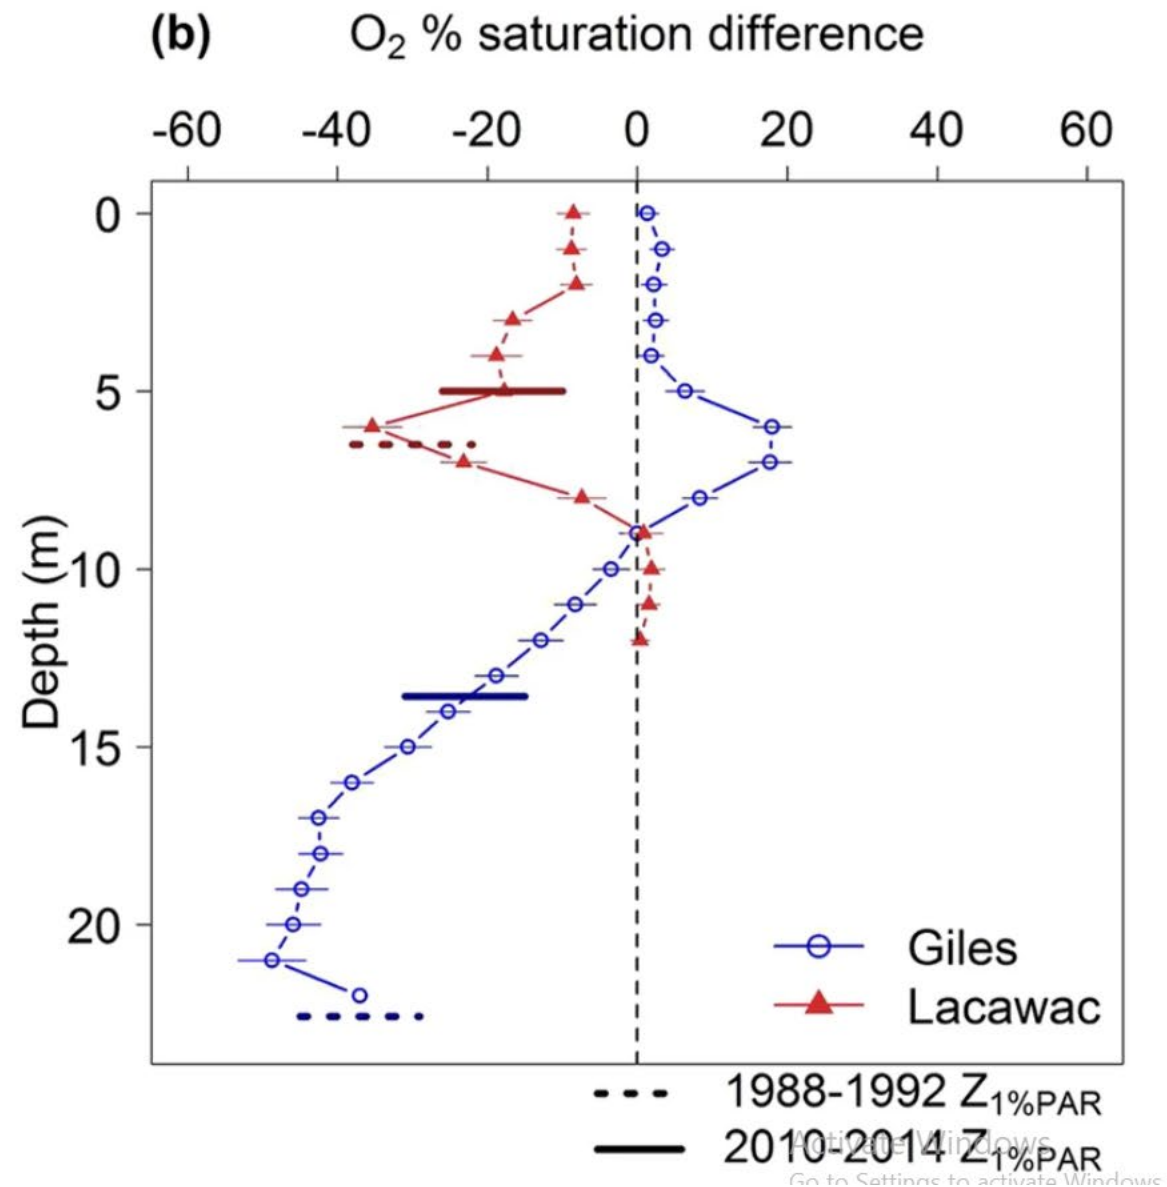 (b) O₂ % saturation difference
-60 -40 -20 0 20 40 60
0
5
10
15
20
Depth (m)
Giles
Lacawac
1988-1992 Z1%PAR
2010-2014 Z1%PAR
Activate Windows
Go to Settings to activate Windows